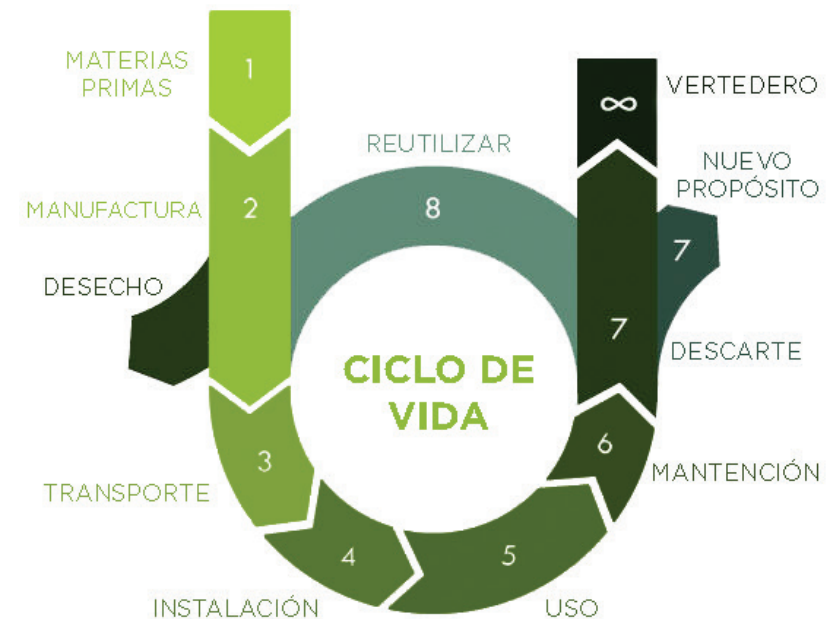 MATERIAS
PRIMAS
1
MANUFACTURA
2
DESECHO
3
TRANSPORTE
4
INSTALACIÓN
5
USO
6
MANTENCIÓN
7
DESCARTE
7
NUEVO
PROPÓSITO
∞
VERTEDERO
REUTILIZAR
8
CICLO DE
VIDA